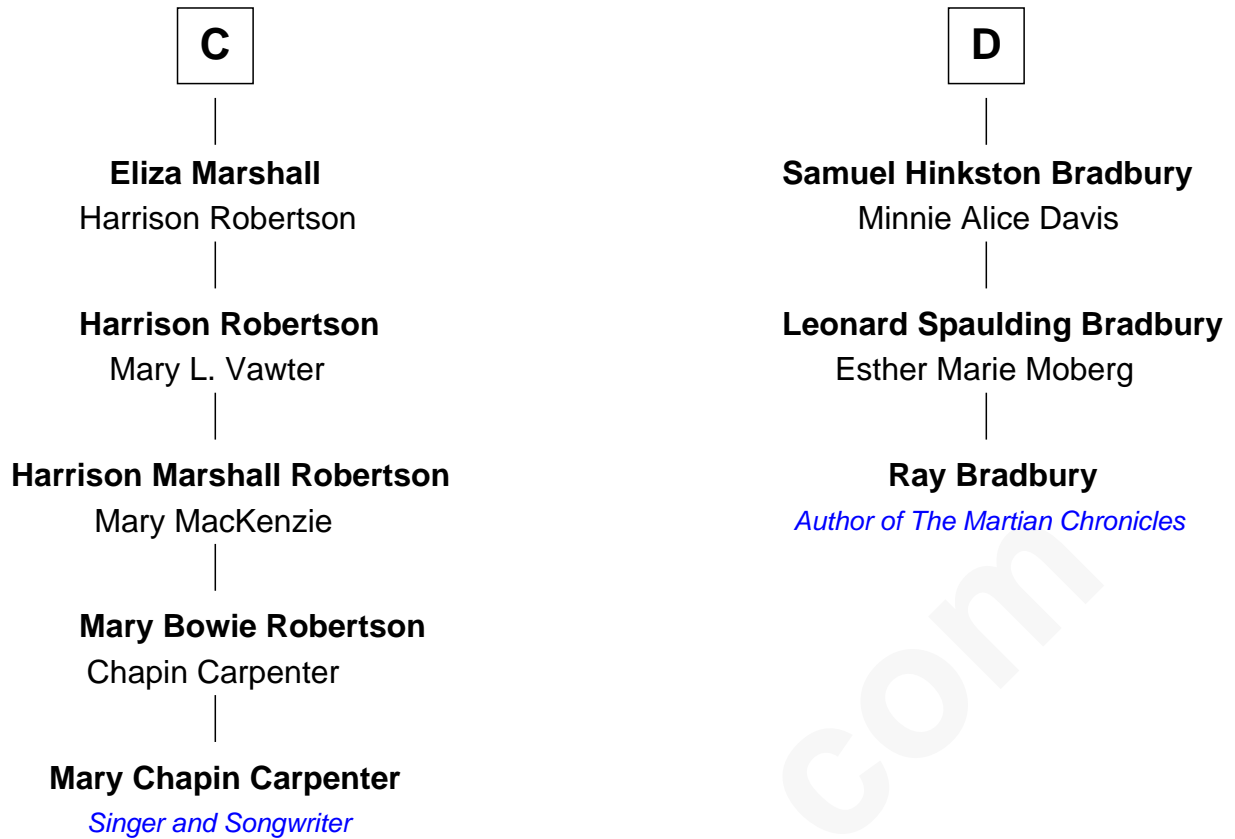 C
Eliza Marshall
Harrison Robertson
Harrison Robertson
Mary L. Vawter
Harrison Marshall Robertson
Mary MacKenzie
Mary Bowie Robertson
Chapin Carpenter
Mary Chapin Carpenter
Singer and Songwriter
D
Samuel Hinkston Bradbury
Minnie Alice Davis
Leonard Spaulding Bradbury
Esther Marie Moberg
Ray Bradbury
Author of The Martian Chronicles
com